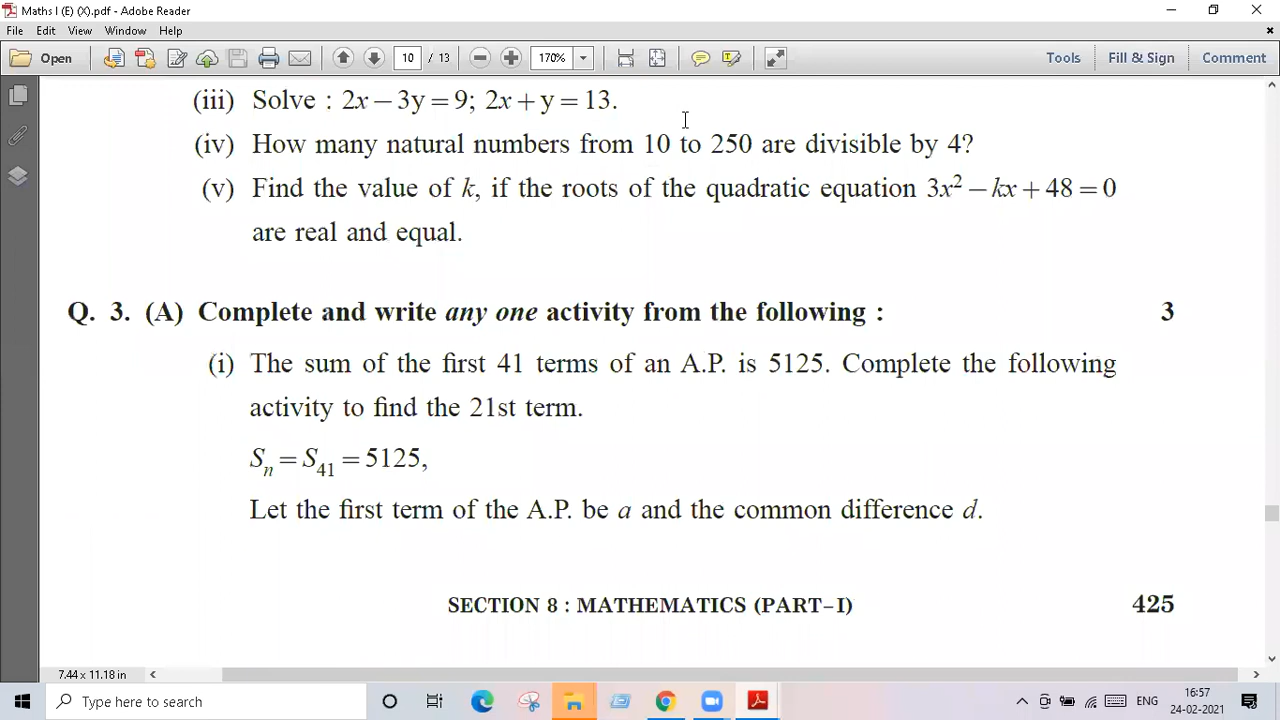 Maths I (E) (X).pdf - Adobe Reader
File Edit View Window Help
Open 10 / 13 170% Tools Fill & Sign Comment
(iii) Solve : 2x − 3y = 9; 2x + y = 13.
(iv) How many natural numbers from 10 to 250 are divisible by 4?
(v) Find the value of k, if the roots of the quadratic equation 3x² − kx + 48 = 0
are real and equal.
Q. 3. (A) Complete and write any one activity from the following : 3
(i) The sum of the first 41 terms of an A.P. is 5125. Complete the following
activity to find the 21st term.
Sₙ = S₄₁ = 5125,
Let the first term of the A.P. be a and the common difference d.
SECTION 8 : MATHEMATICS (PART–I) 425
7.44 x 11.18 in
Type here to search ENG 16:57
24-02-2021